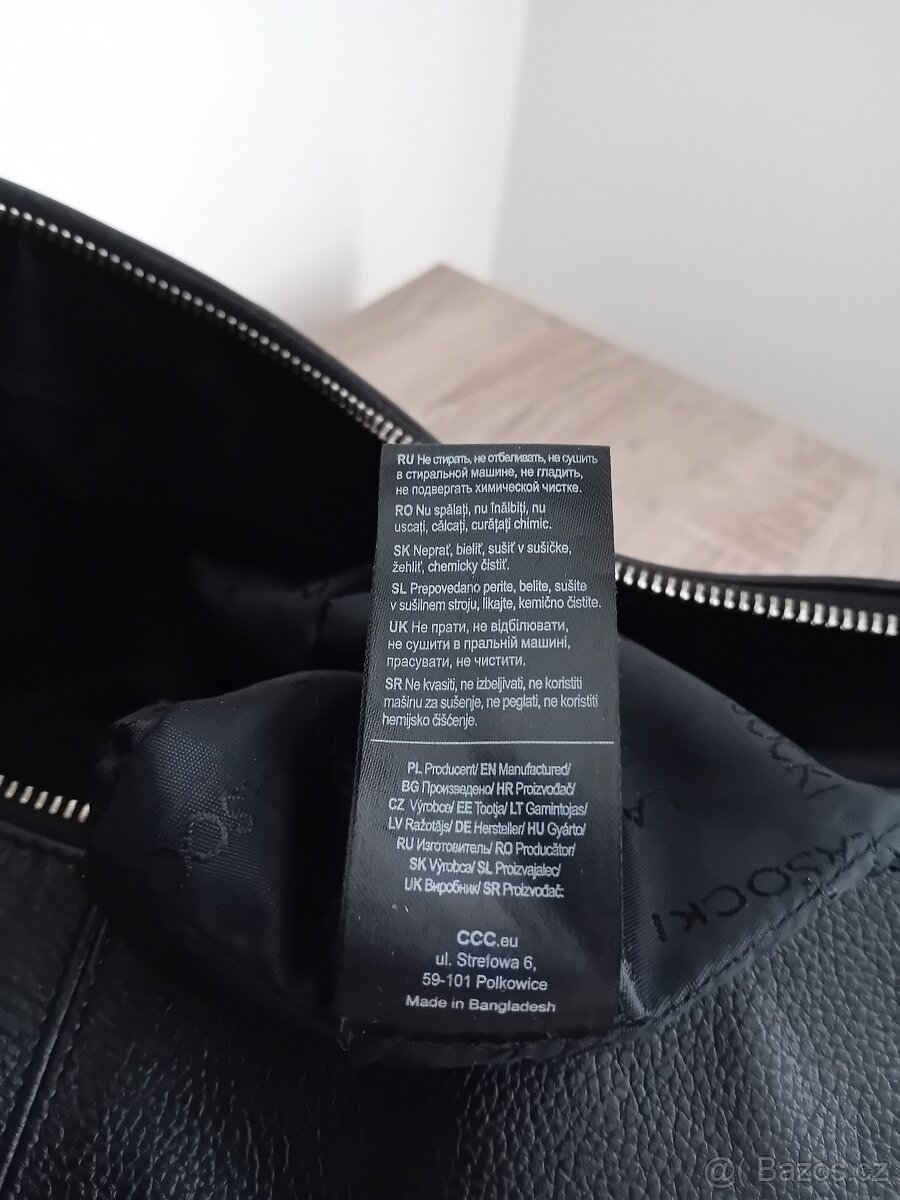 RU Не стирать, не отбеливать, не сушить
в стиральной машине, не гладить,
не подвергать химической чистке.
RO Nu spălați, nu înălbiți, nu
uscați, călcați, curățați chimic.
SK Neprať, bieliť, sušiť v sušičke,
žehliť, chemicky čistiť.
SL Prepovedano perite, belite, sušite
v sušilnem stroju, likajte, kemično čistite.
UK Не прати, не відбілювати,
не сушити в пральній машині,
прасувати, не чистити.
SR Ne kvasiti, ne izbeljivati, ne koristiti
mašinu za sušenje, ne peglati, ne koristiti
hemijsko čišćenje.
PL Producent/ EN Manufactured/
BG Произведено/ HR Proizvođač/
CZ Výrobce/ EE Tootja/ LT Gamintojas/
LV Ražotājs/ DE Hersteller/ HU Gyártó/
RU Изготовитель/ RO Producător/
SK Výrobca/ SL Proizvajalec/
UK Виробник/ SR Proizvođač:
CCC.eu
ul. Strefowa 6,
59-101 Polkowice
Made in Bangladesh
LASOCKI
Bazos.cz